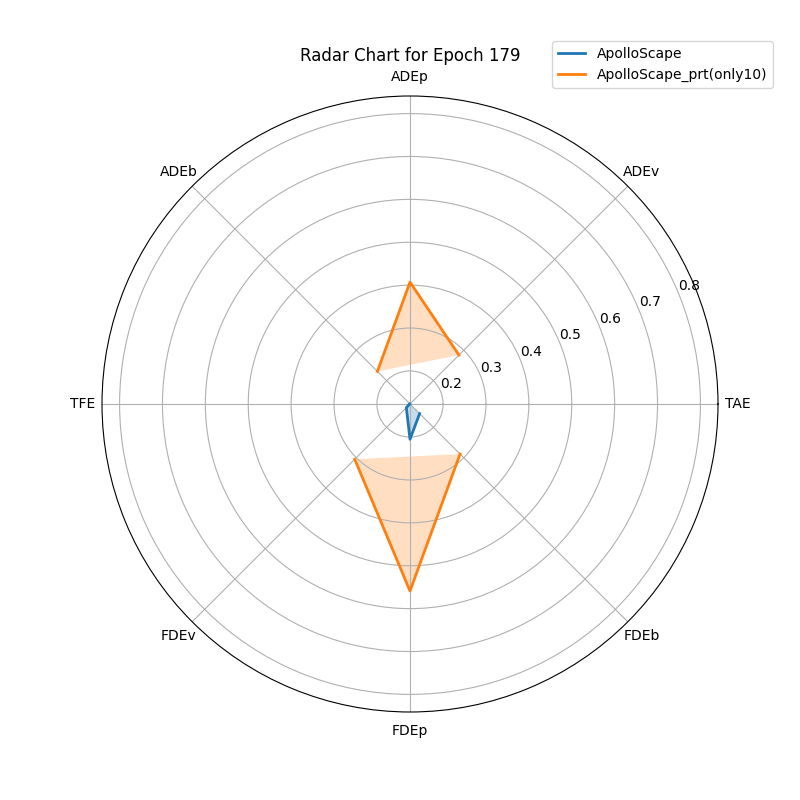 Radar Chart for Epoch 179
ApolloScape
ApolloScape_prt(only10)
ADEp
ADEb
ADEv
0.8
0.7
0.6
0.5
0.4
0.3
0.2
TFE
TAE
FDEv
FDEb
FDEp